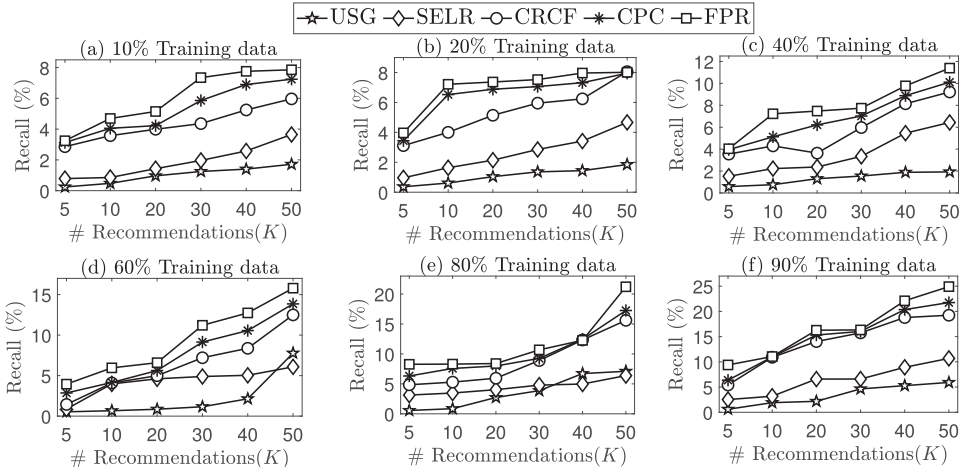 USG SELR CRCF CPC FPR
(a) 10% Training data
Recall (%)
8
6
4
2
0
5 10 20 30 40 50
# Recommendations(K)
(b) 20% Training data
Recall (%)
8
6
4
2
0
5 10 20 30 40 50
# Recommendations(K)
(c) 40% Training data
Recall (%)
12
10
8
6
4
2
0
5 10 20 30 40 50
# Recommendations(K)
(d) 60% Training data
Recall (%)
15
10
5
0
5 10 20 30 40 50
# Recommendations(K)
(e) 80% Training data
Recall (%)
20
15
10
5
0
5 10 20 30 40 50
# Recommendations(K)
(f) 90% Training data
Recall (%)
25
20
15
10
5
0
5 10 20 30 40 50
# Recommendations(K)